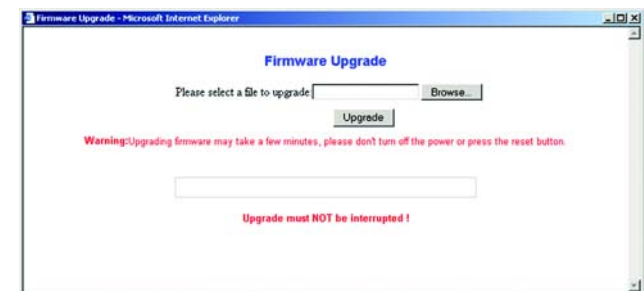 Firmware Upgrade - Microsoft Internet Explorer
Firmware Upgrade
Please select a file to upgrade Browse...
Upgrade
Warning:Upgrading firmware may take a few minutes, please don't turn off the power or press the reset button.
Upgrade must NOT be interrupted !